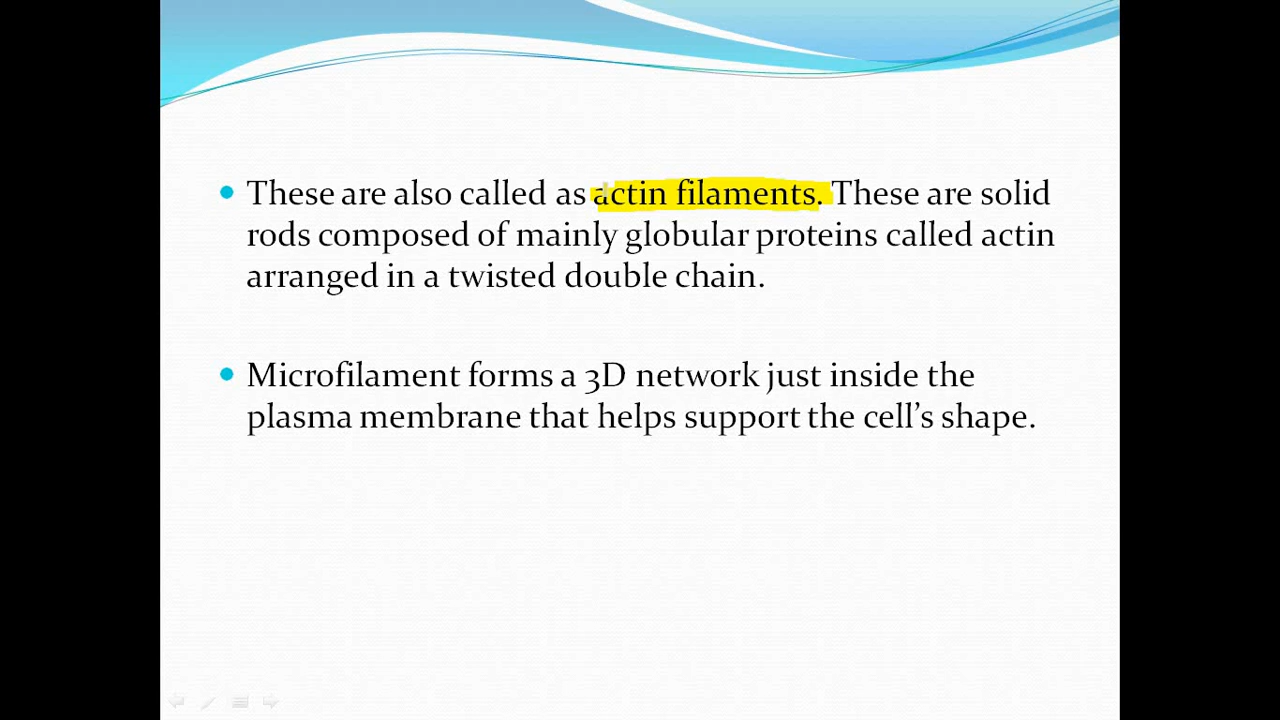 These are also called as actin filaments. These are solid
rods composed of mainly globular proteins called actin
arranged in a twisted double chain.
Microfilament forms a 3D network just inside the
plasma membrane that helps support the cell’s shape.